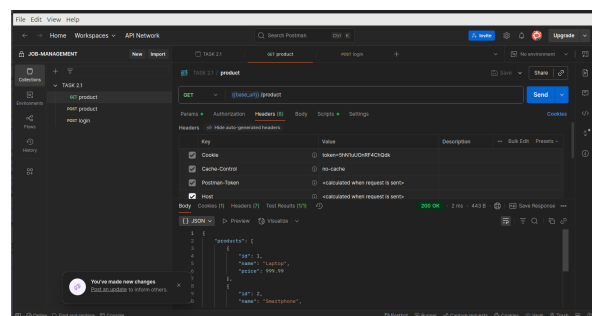 File Edit View Help
Home Workspaces API Network Search Postman Ctrl K Invite Upgrade
JOB-MANAGEMENT New Import TASK 2.1 GET product POST login + No environment
Collections
TASK 2.1
TASK 2.1 / product Save Share
GET product
POST product
POST login
Environments
Flows
History
GET {{base_url}} /product Send
Params Authorization Headers (8) Body Scripts Settings Cookies
Headers Hide auto-generated headers
Key Value Description Bulk Edit Presets
Cookie
Cache-Control no-cache
Postman-Token <calculated when request is sent>
Host <calculated when request is sent>
Body Cookies (1) Headers (7) Test Results (1/1) 200 OK 2 ms 443 B Save Response
{} JSON Preview Visualize
1 {
2 "products": [
3 {
4 "id": 1,
5 "name": "Laptop",
6 "price": 999.99
7 },
8 {
9 "id": 2,
10 "name": "Smartphone",
You've made new changes
Post an update to inform others.